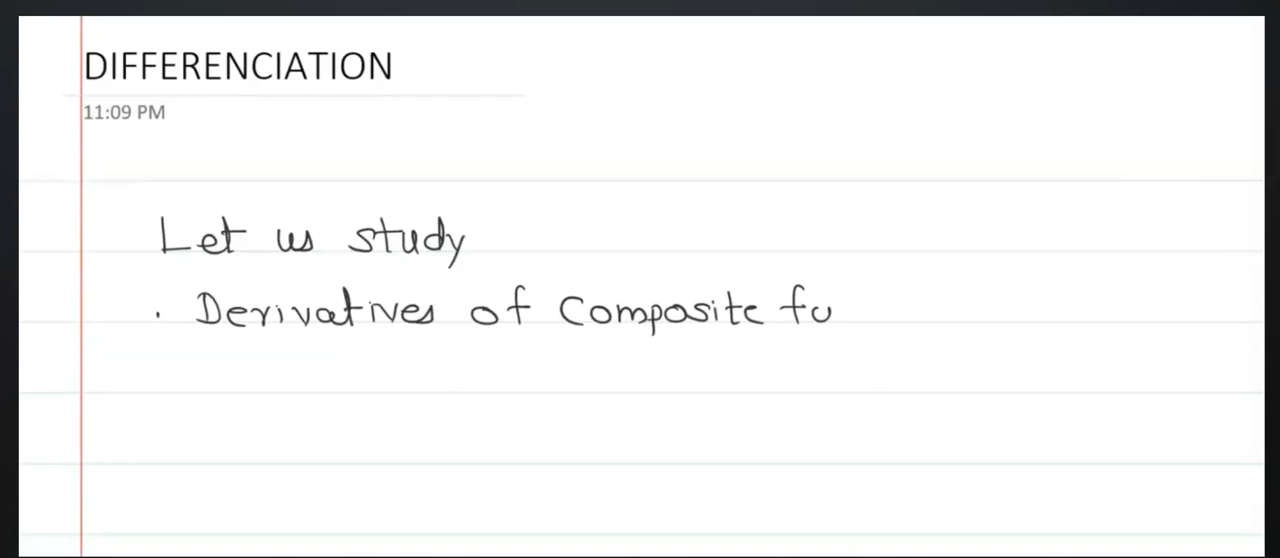 DIFFERENCIATION
11:09 PM
Let us study
· Derivatives of Composite fu